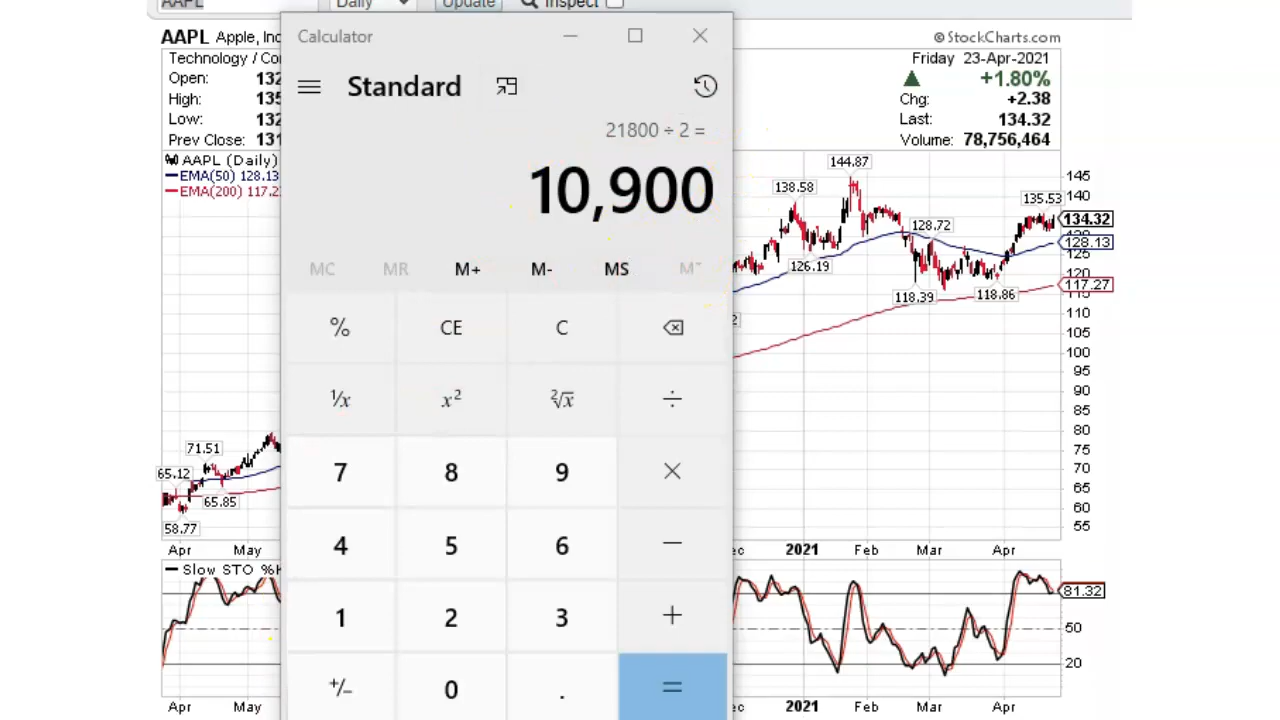 AAPL
Daily
Update
Inspect
AAPL Apple, Inc
© StockCharts.com
Technology / Co
Friday 23-Apr-2021
Open: 132
+1.80%
High: 135
Chg: +2.38
Low: 132
Last: 134.32
Prev Close: 131
Volume: 78,756,464
AAPL (Daily)
EMA(50) 128.13
EMA(200) 117.2
Calculator
Standard
21800 ÷ 2 =
10,900
MC MR M+ M- MS M
% CE C
¹/x x² ²√x ÷
7 8 9 ×
4 5 6 −
1 2 3 +
+/− 0 . =
144.87
138.58
135.53
128.72
126.19
118.39
118.86
2
145
140
134.32
130
128.13
125
120
117.27
115
110
105
100
95
90
85
80
75
70
65
60
55
71.51
65.12
65.85
58.77
Apr May
ec 2021 Feb Mar Apr
Slow STO %K
81.32
50
20
Apr May
ec 2021 Feb Mar Apr